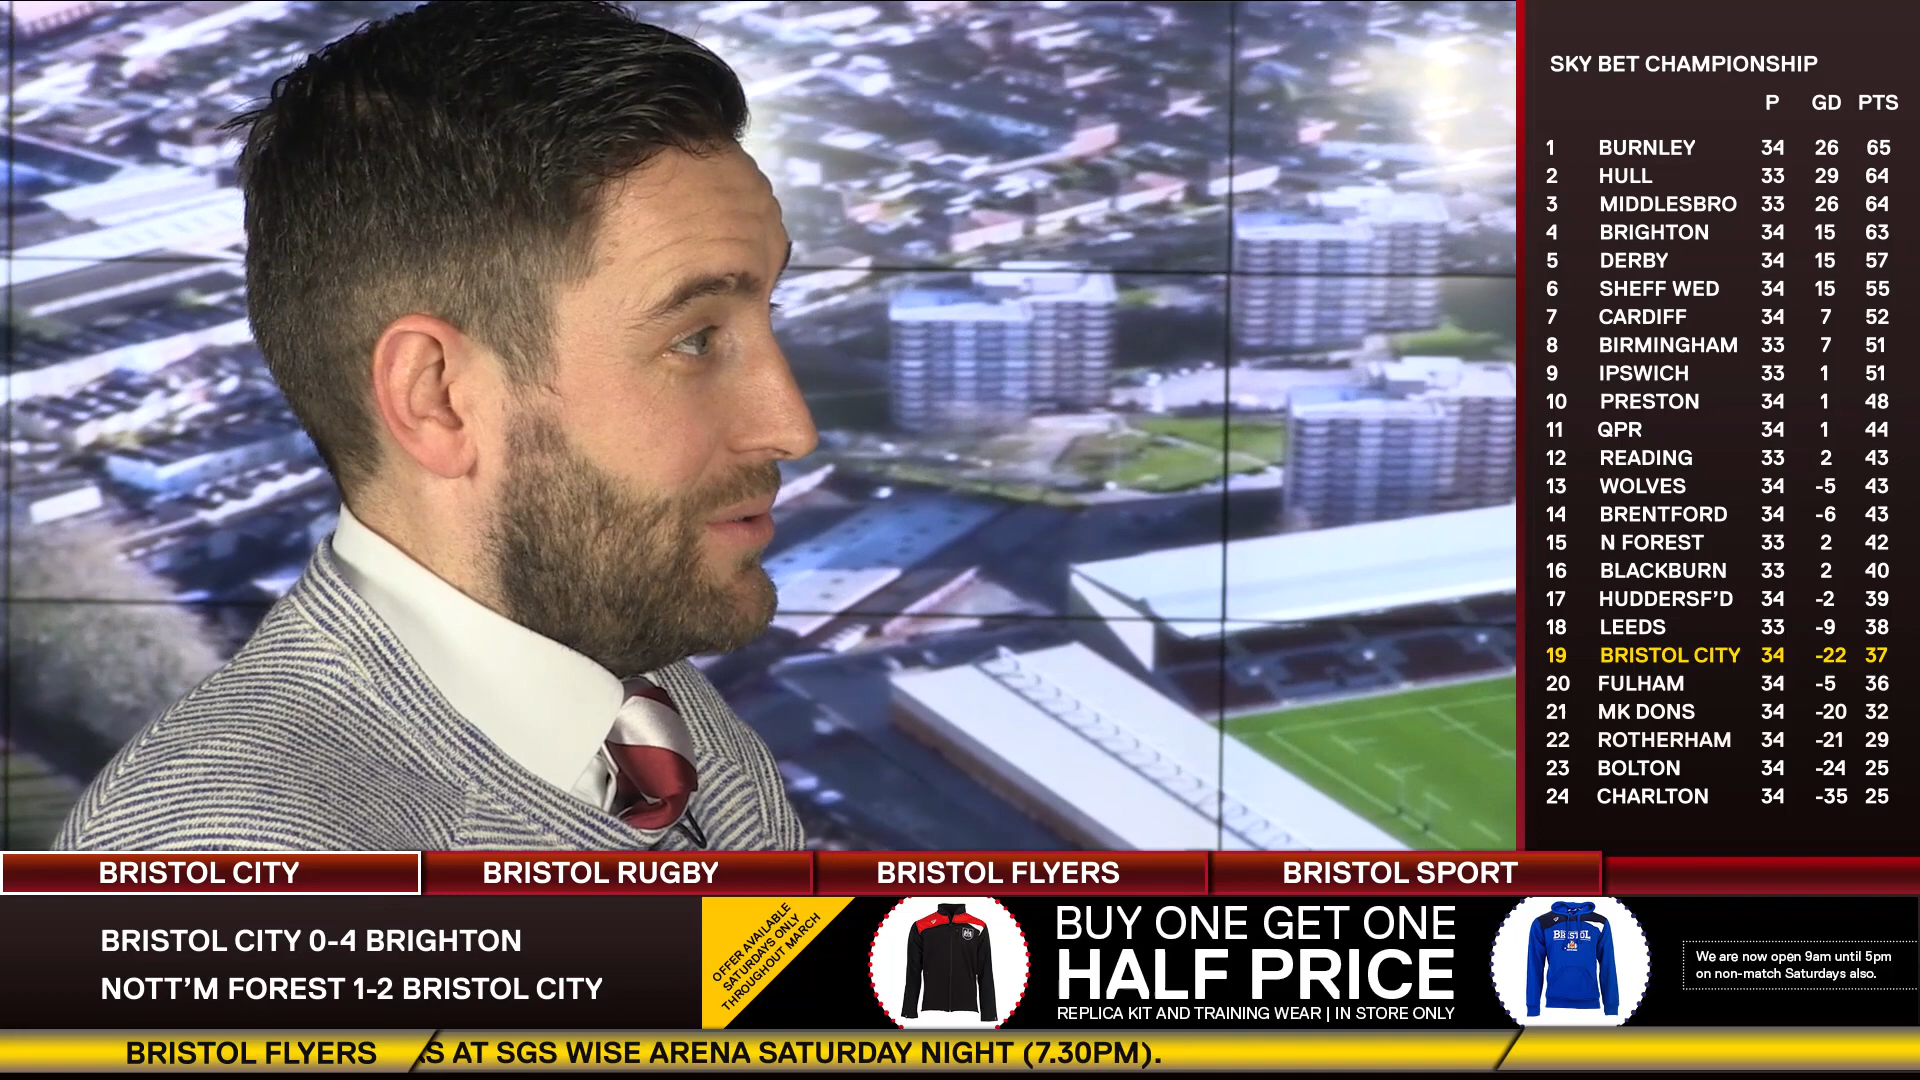 SKY BET CHAMPIONSHIP
P GD PTS
1 BURNLEY 34 26 65
2 HULL 33 29 64
3 MIDDLESBRO 33 26 64
4 BRIGHTON 34 15 63
5 DERBY 34 15 57
6 SHEFF WED 34 15 55
7 CARDIFF 34 7 52
8 BIRMINGHAM 33 7 51
9 IPSWICH 33 1 51
10 PRESTON 34 1 48
11 QPR 34 1 44
12 READING 33 2 43
13 WOLVES 34 -5 43
14 BRENTFORD 34 -6 43
15 N FOREST 33 2 42
16 BLACKBURN 33 2 40
17 HUDDERSF'D 34 -2 39
18 LEEDS 33 -9 38
19 BRISTOL CITY 34 -22 37
20 FULHAM 34 -5 36
21 MK DONS 34 -20 32
22 ROTHERHAM 34 -21 29
23 BOLTON 34 -24 25
24 CHARLTON 34 -35 25
BRISTOL CITY BRISTOL RUGBY BRISTOL FLYERS BRISTOL SPORT
BRISTOL CITY 0-4 BRIGHTON
NOTT'M FOREST 1-2 BRISTOL CITY
OFFER AVAILABLE
SATURDAYS ONLY
THROUGHOUT MARCH
BUY ONE GET ONE
HALF PRICE
REPLICA KIT AND TRAINING WEAR | IN STORE ONLY
BRISTOL
We are now open 9am until 5pm
on non-match Saturdays also.
BRISTOL FLYERS
S AT SGS WISE ARENA SATURDAY NIGHT (7.30PM).